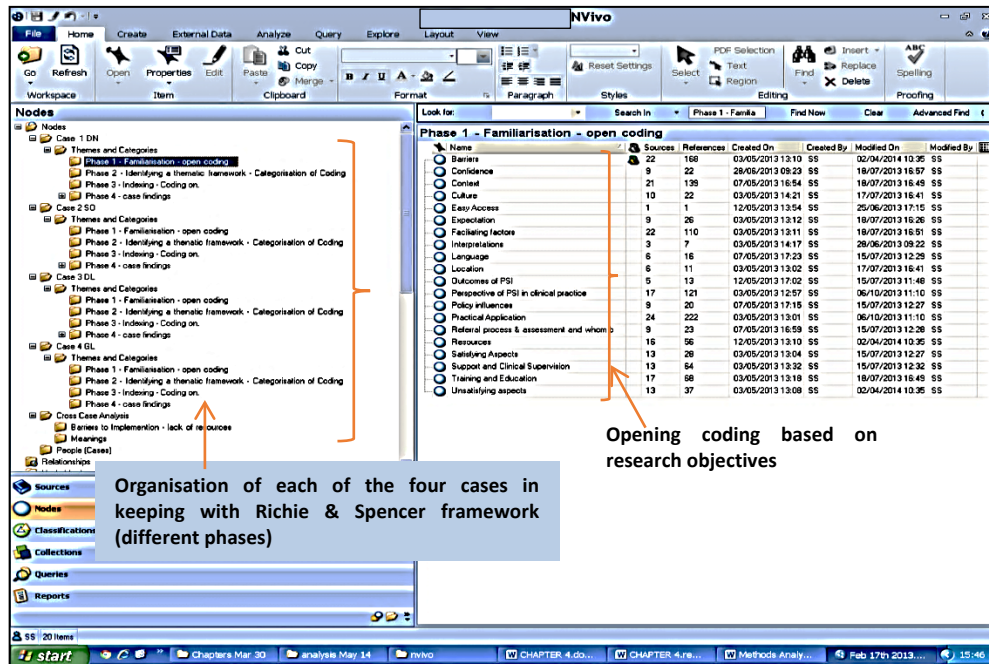 NVivo
File Home Create External Data Analyze Query Explore Layout View
Go Refresh Open Properties Edit Paste Cut Copy Merge B I U A Reset Settings Select PDF Selection Text Region Find Insert Replace Delete ABC Spelling
Workspace Item Clipboard Format Paragraph Styles Editing Proofing
Nodes
Nodes
Case 1 DN
Themes and Categories
Phase 1 - Familiarisation - open coding
Phase 2 - Identifying a thematic framework - Categorisation of Coding
Phase 3 - Indexing - Coding on.
Phase 4 - case findings
Case 2 SO
Themes and Categories
Phase 1 - Familiarisation - open coding
Phase 2 - Identifying a thematic framework - Categorisation of Coding
Phase 3 - Indexing - Coding on.
Phase 4 - case findings
Case 3 DL
Themes and Categories
Phase 1 - Familiarisation - open coding
Phase 2 - Identifying a thematic framework - Categorisation of Coding
Phase 3 - Indexing - Coding on.
Phase 4 - case findings
Case 4 GL
Themes and Categories
Phase 1 - Familiarisation - open coding
Phase 2 - Identifying a thematic framework - Categorisation of Coding
Phase 3 - Indexing - Coding on.
Phase 4 - case findings
Cross Case Analysis
Barriers to Implemention - lack of resources
Meanings
People (Cases)
Relationships
Sources
Nodes
Classifications
Collections
Queries
Reports
Organisation of each of the four cases in
keeping with Richie & Spencer framework
(different phases)
Look for: Search In Phase 1 - Familia Find Now Clear Advanced Find
Phase 1 - Familiarisation - open coding
Name Sources References Created On Created By Modified On Modified By
Barriers 22 168 03/05/2013 13:10 SS 02/04/2014 10:35 SS
Confidence 9 22 28/06/2013 09:23 SS 18/07/2013 16:57 SS
Context 21 139 07/05/2013 16:54 SS 18/07/2013 16:49 SS
Culture 10 22 03/05/2013 14:21 SS 17/07/2013 16:41 SS
Easy Access 1 1 12/05/2013 13:54 SS 25/06/2013 17:15 SS
Expectation 9 26 03/05/2013 13:12 SS 18/07/2013 16:26 SS
Faciliating factors 22 110 03/05/2013 13:11 SS 18/07/2013 16:51 SS
Interpretations 3 7 03/05/2013 14:17 SS 28/06/2013 09:22 SS
Language 6 16 07/05/2013 17:23 SS 15/07/2013 12:29 SS
Location 6 11 03/05/2013 13:02 SS 17/07/2013 16:41 SS
Outcomes of PSI 5 13 12/05/2013 17:02 SS 15/07/2013 11:48 SS
Perspective of PSI in clinical practice 17 121 03/05/2013 12:57 SS 06/10/2013 11:10 SS
Policy influences 9 20 07/05/2013 17:15 SS 15/07/2013 12:27 SS
Practical Application 24 222 03/05/2013 13:01 SS 06/10/2013 11:10 SS
Referral process & assessment and whom 9 23 07/05/2013 16:59 SS 15/07/2013 12:28 SS
Resources 16 56 12/05/2013 13:10 SS 02/04/2014 10:35 SS
Satisfying Aspects 13 28 03/05/2013 13:04 SS 15/07/2013 12:27 SS
Support and Clinical Supervision 13 64 03/05/2013 13:32 SS 15/07/2013 12:32 SS
Training and Education 17 68 03/05/2013 13:18 SS 18/07/2013 16:49 SS
Unsatisfying aspects 13 37 03/05/2013 13:08 SS 02/04/2014 10:35 SS
Opening coding based on
research objectives
SS 20 Items
start Chapters Mar 30 analysis May 14 nvivo CHAPTER 4.do... CHAPTER 4.re... Methods Analy... Feb 17th 2013.... 15:46